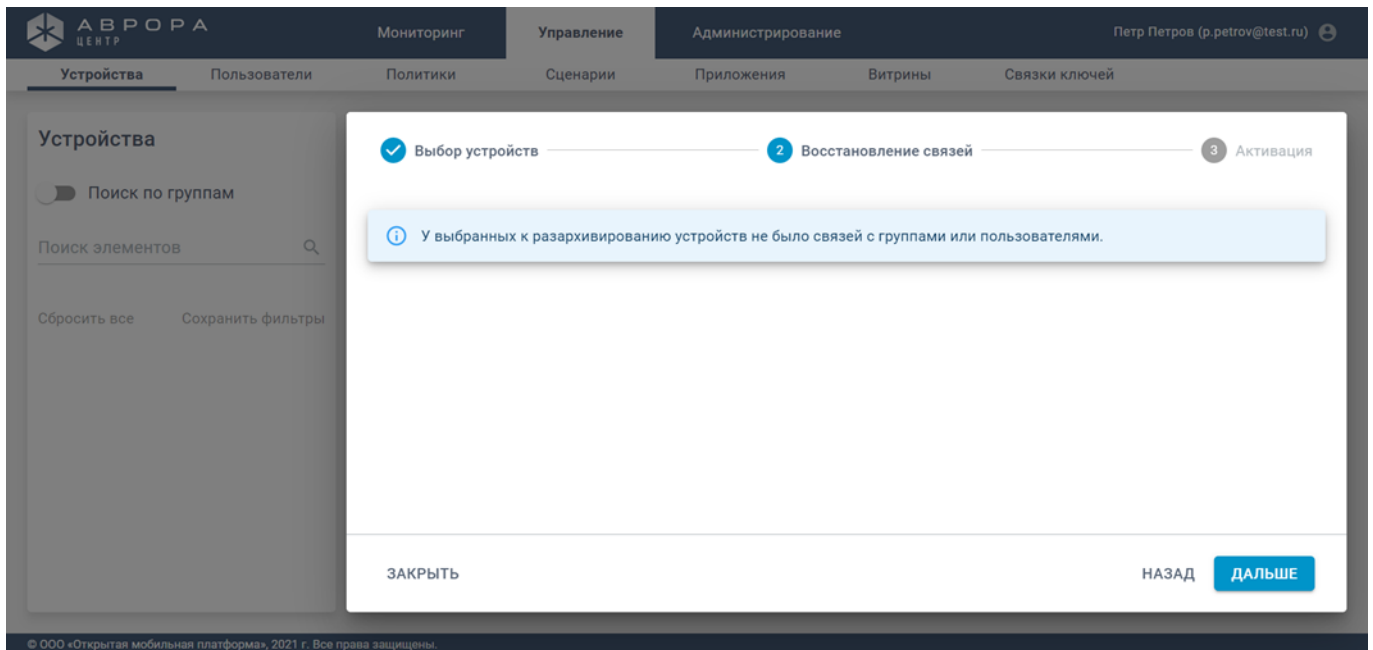 АВРОРА
ЦЕНТР
Мониторинг
Управление
Администрирование
Петр Петров (p.petrov@test.ru)
Устройства
Пользователи
Политики
Сценарии
Приложения
Витрины
Связки ключей
Устройства
Поиск по группам
Поиск элементов
Сбросить все
Сохранить фильтры
Выбор устройств
2 Восстановление связей
3 Активация
У выбранных к разархивированию устройств не было связей с группами или пользователями.
ЗАКРЫТЬ
НАЗАД
ДАЛЬШЕ
© ООО «Открытая мобильная платформа», 2021 г. Все права защищены.